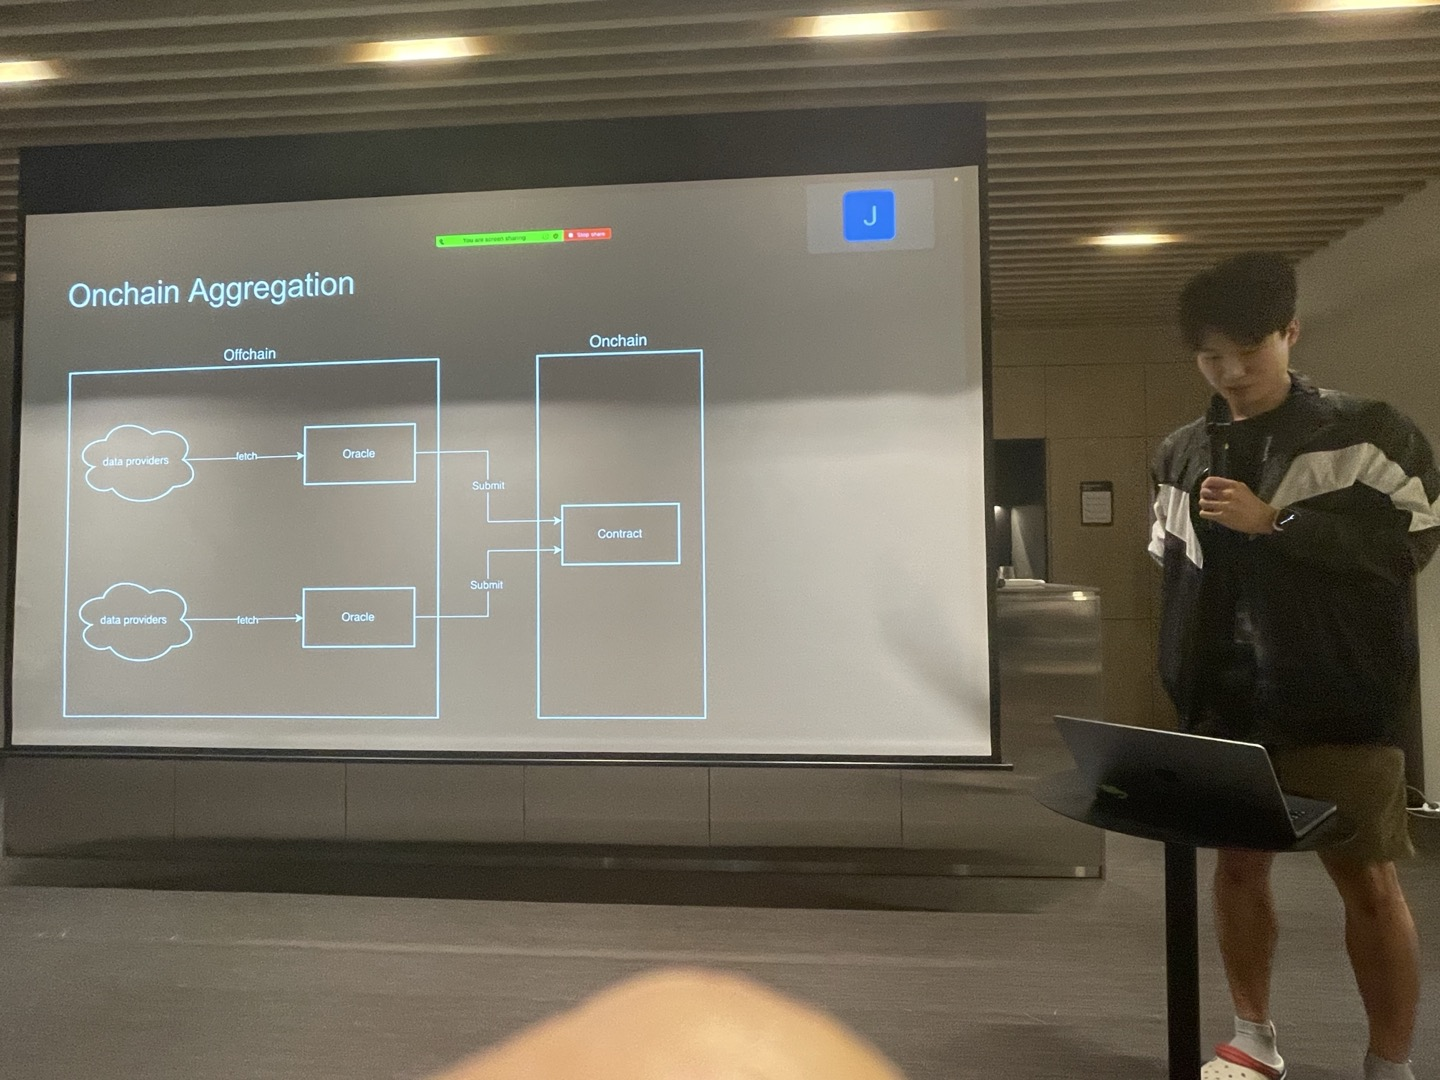 J
You are screen sharing
Stop share
Onchain Aggregation
Offchain
Onchain
data providers
fetch
Oracle
Submit
Contract
Submit
data providers
fetch
Oracle